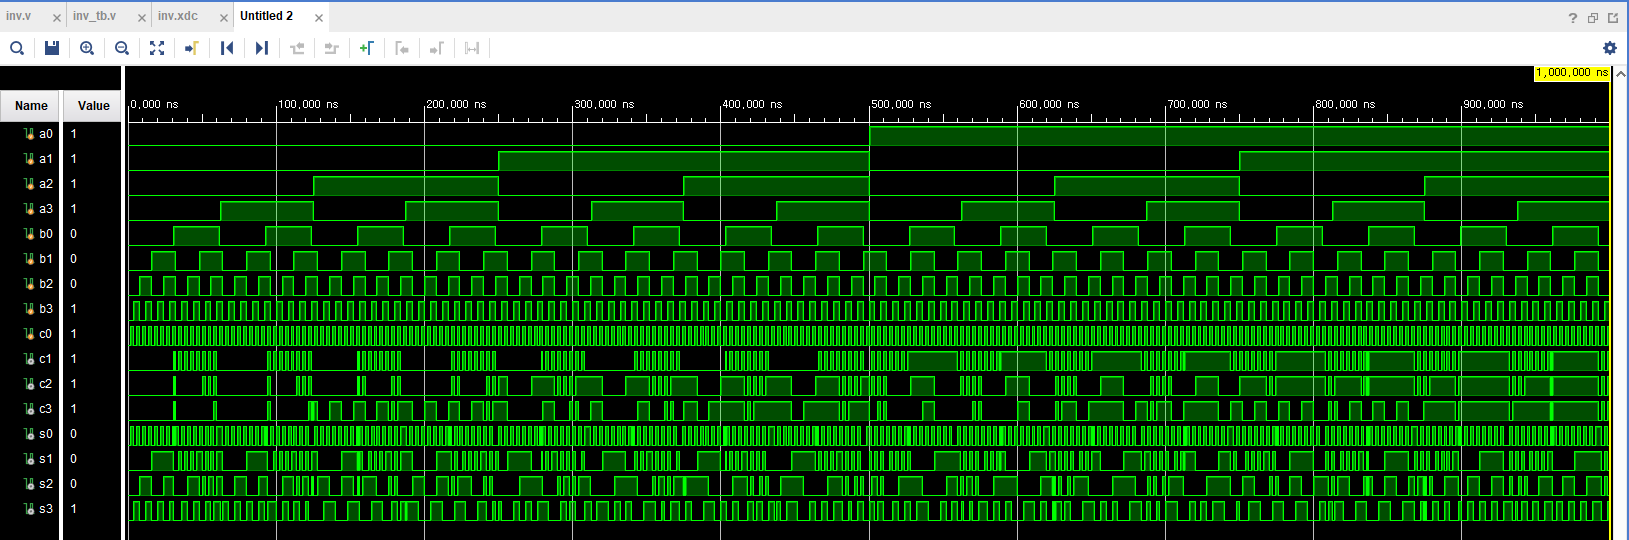 inv.v inv_tb.v inv.xdc Untitled 2
1,000,000 ns
Name Value 0,000 ns 100,000 ns 200,000 ns 300,000 ns 400,000 ns 500,000 ns 600,000 ns 700,000 ns 800,000 ns 900,000 ns
a0 1
a1 1
a2 1
a3 1
b0 0
b1 0
b2 0
b3 1
c0 1
c1 1
c2 1
c3 1
s0 0
s1 0
s2 0
s3 1